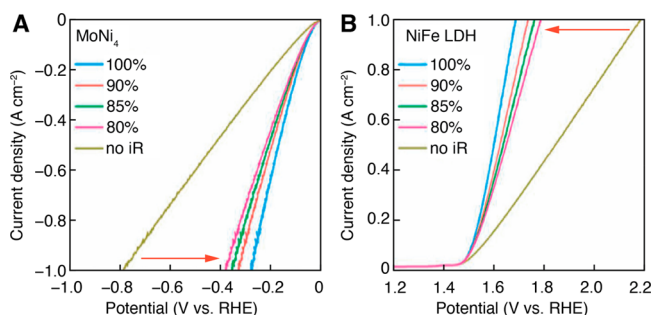 A
MoNi₄
100%
90%
85%
80%
no iR
0
−0.2
−0.4
−0.6
−0.8
−1.0
Current density (A cm⁻²)
−1.0 −0.8 −0.6 −0.4 −0.2 0
Potential (V vs. RHE)
B
NiFe LDH
100%
90%
85%
80%
no iR
1.0
0.8
0.6
0.4
0.2
0
Current density (A cm⁻²)
1.2 1.4 1.6 1.8 2.0 2.2
Potential (V vs. RHE)